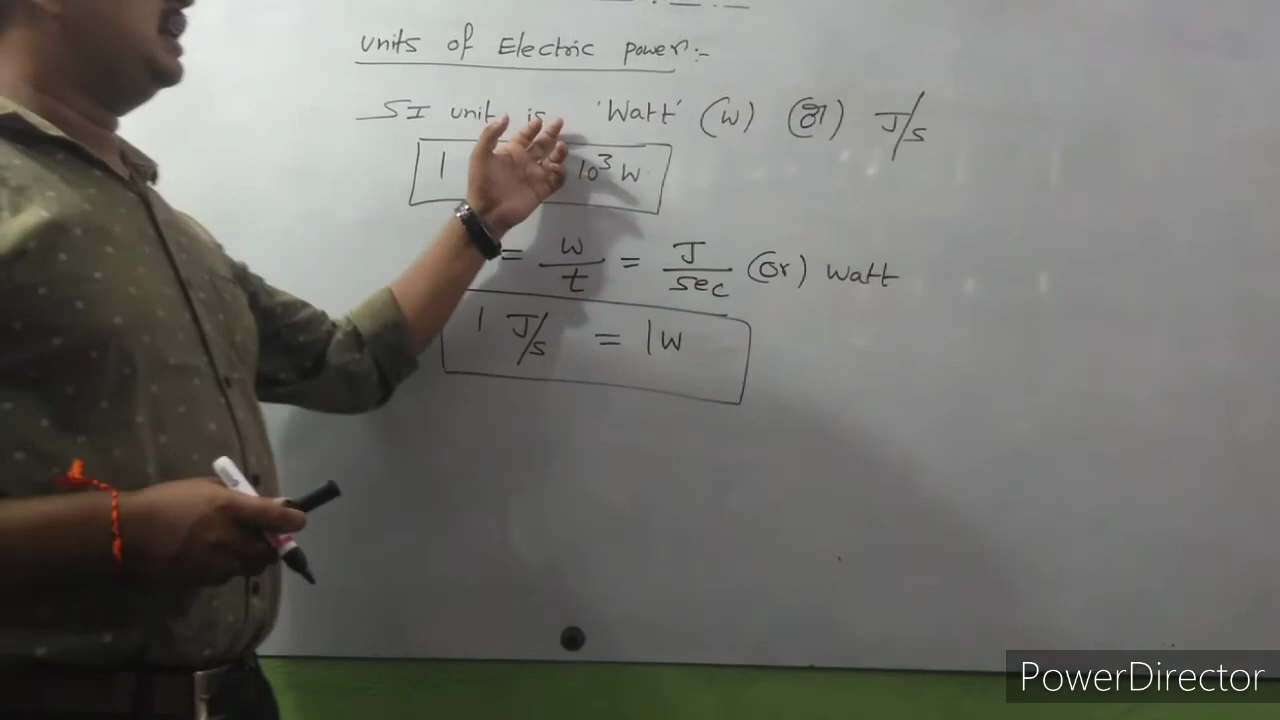 units of Electric power:-
SI unit is 'Watt' (W) (or) J/s
1 10³ W
= w/t = J/sec (or) watt
1 J/s = 1W
PowerDirector